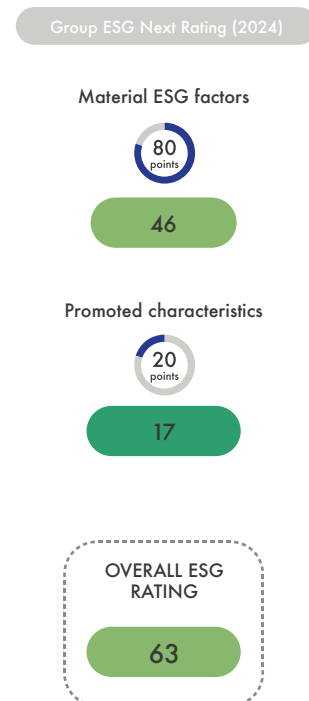 Group ESG Next Rating (2024)
Material ESG factors
80
points
46
Promoted characteristics
20
points
17
OVERALL ESG
RATING
63